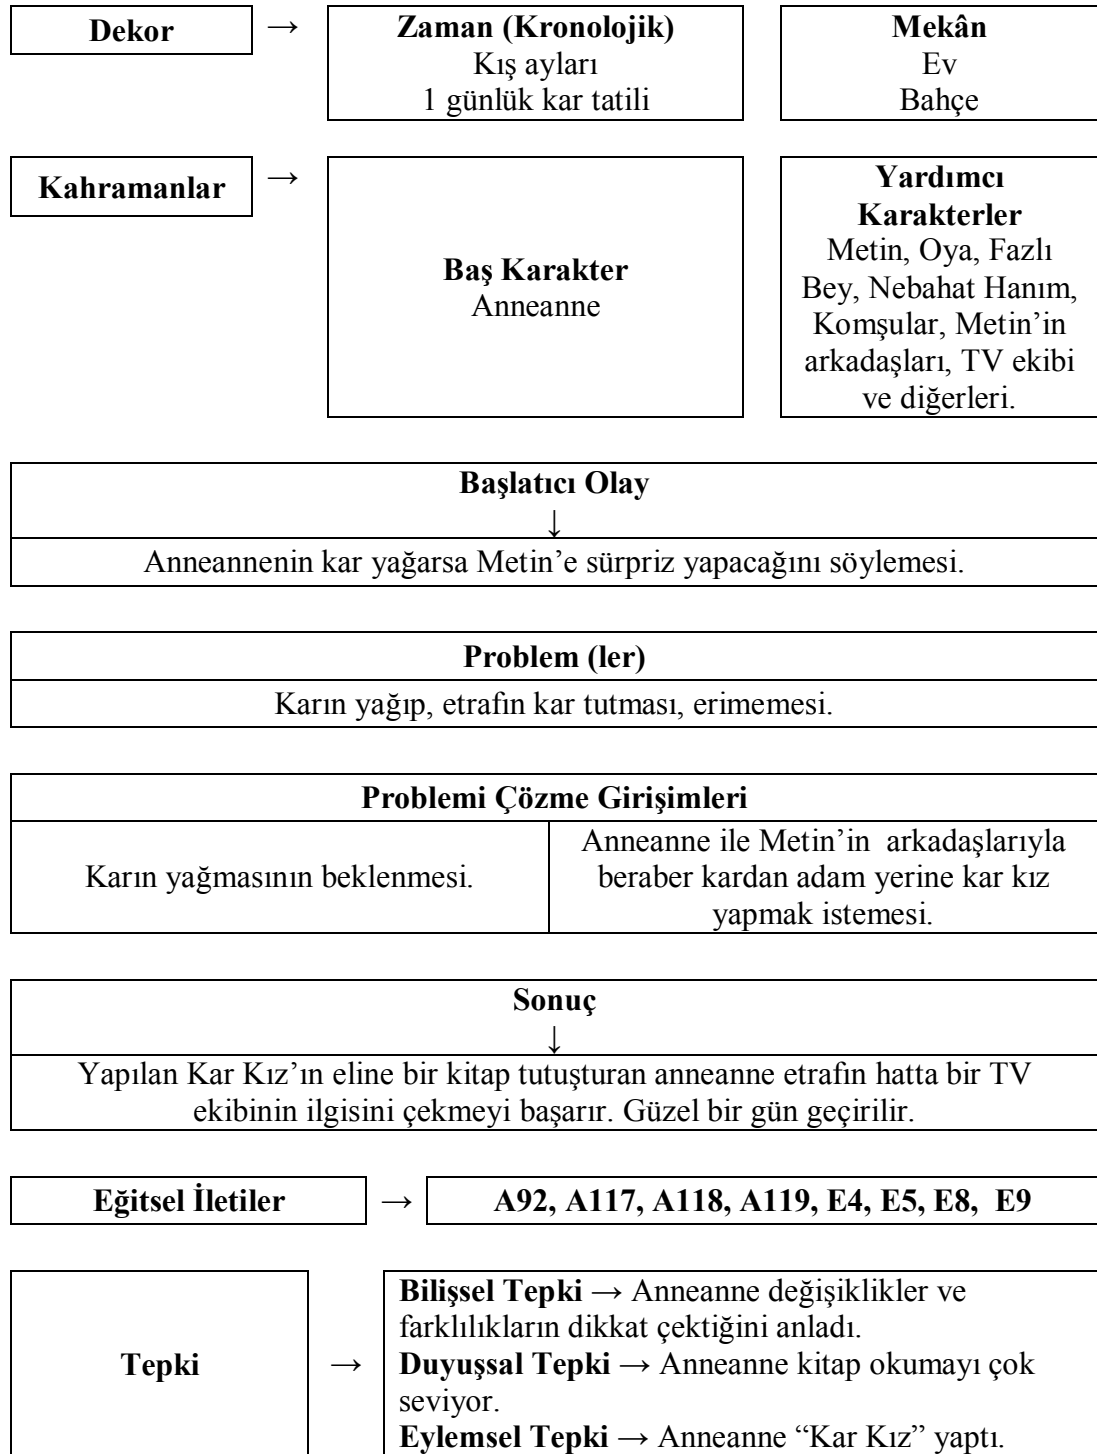 Dekor → Zaman (Kronolojik)
Kış ayları
1 günlük kar tatili
Mekân
Ev
Bahçe
Kahramanlar → Baş Karakter
Anneanne
Yardımcı
Karakterler
Metin, Oya, Fazlı
Bey, Nebahat Hanım,
Komşular, Metin’in
arkadaşları, TV ekibi
ve diğerleri.
Başlatıcı Olay
↓
Anneannenin kar yağarsa Metin’e sürpriz yapacağını söylemesi.
Problem (ler)
Karın yağıp, etrafın kar tutması, erimemesi.
Problemi Çözme Girişimleri
Karın yağmasının beklenmesi.
Anneanne ile Metin’in arkadaşlarıyla
beraber kardan adam yerine kar kız
yapmak istemesi.
Sonuç
↓
Yapılan Kar Kız’ın eline bir kitap tutuşturan anneanne etrafın hatta bir TV
ekibinin ilgisini çekmeyi başarır. Güzel bir gün geçirilir.
Eğitsel İletiler → A92, A117, A118, A119, E4, E5, E8, E9
Tepki →
Bilişsel Tepki → Anneanne değişiklikler ve
farklılıkların dikkat çektiğini anladı.
Duyuşsal Tepki → Anneanne kitap okumayı çok
seviyor.
Eylemsel Tepki → Anneanne “Kar Kız” yaptı.